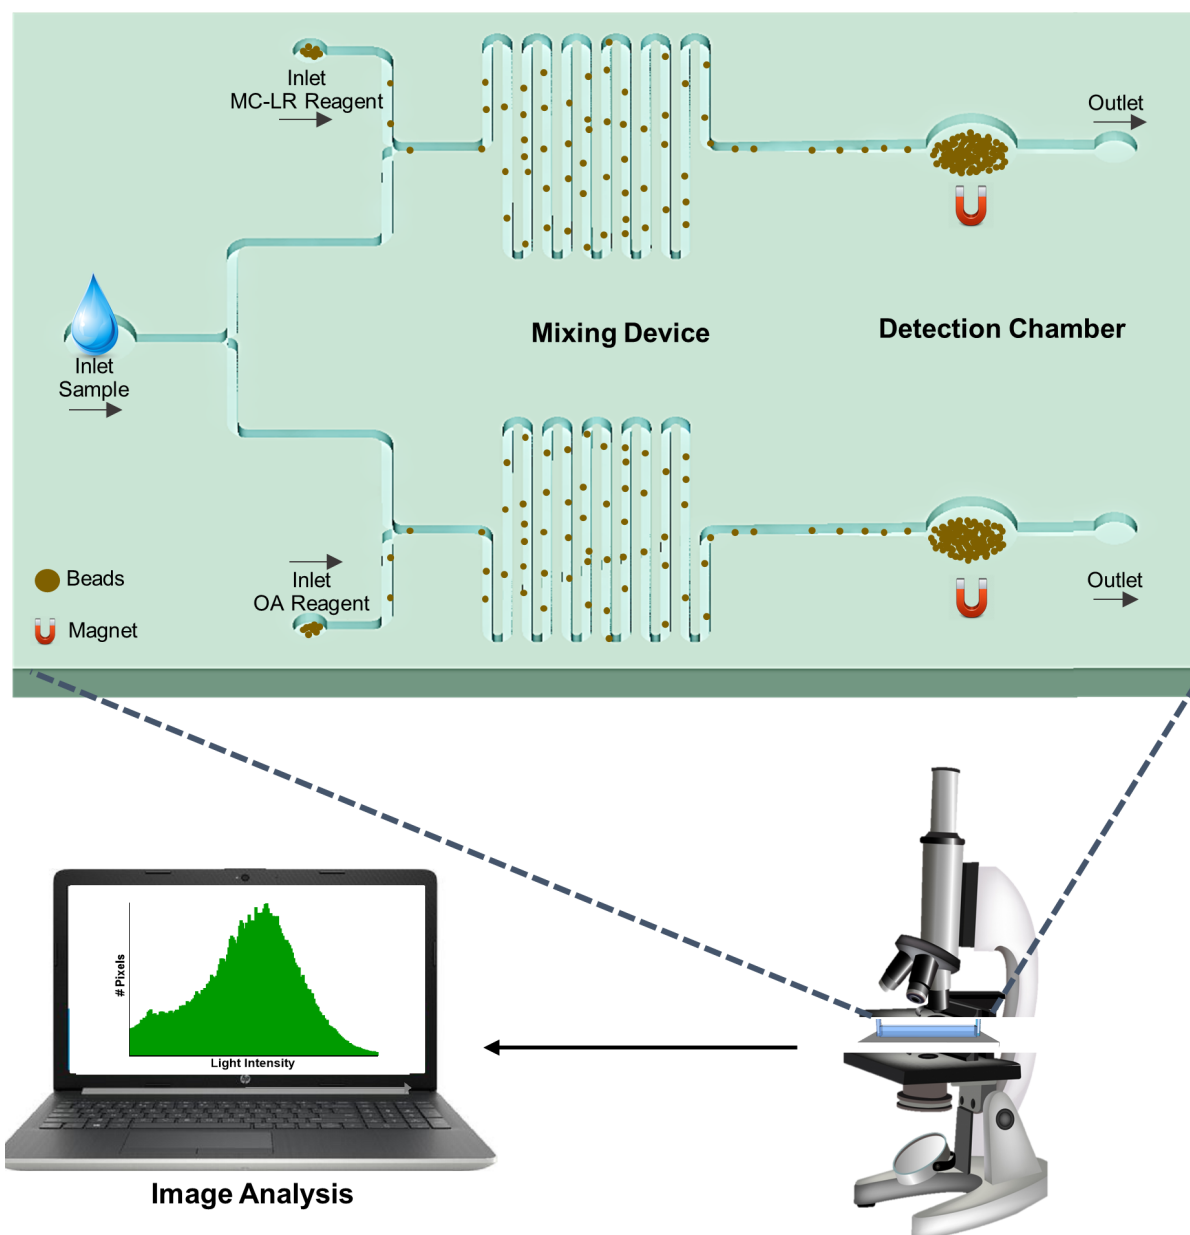 Inlet
MC-LR Reagent
Outlet
Mixing Device
Detection Chamber
Inlet
Sample
Beads
Magnet
Inlet
OA Reagent
Outlet
# Pixels
Light Intensity
hp
Image Analysis